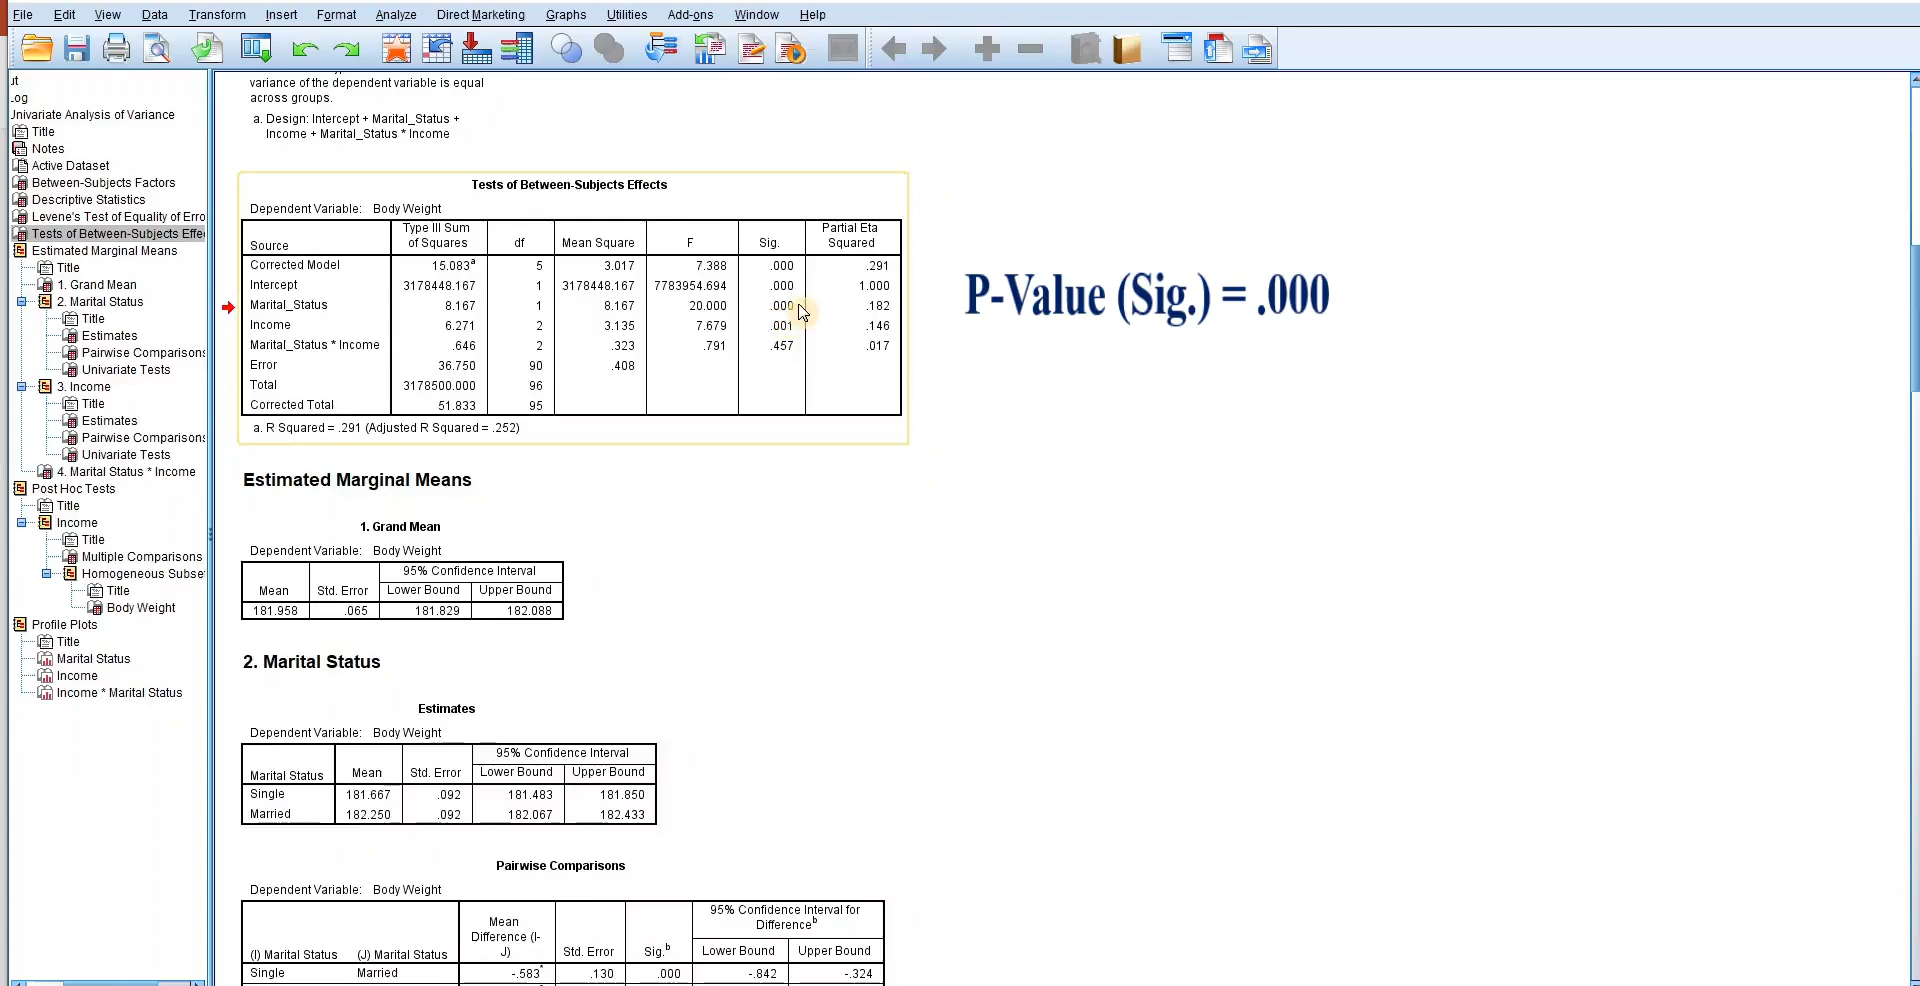 File Edit View Data Transform Insert Format Analyze Direct Marketing Graphs Utilities Add-ons Window Help
Univariate Analysis of Variance
Title
Notes
Active Dataset
Between-Subjects Factors
Descriptive Statistics
Levene's Test of Equality of Erro
Tests of Between-Subjects Effe
Estimated Marginal Means
Title
1. Grand Mean
2. Marital Status
Title
Estimates
Pairwise Comparisons
Univariate Tests
3. Income
Title
Estimates
Pairwise Comparisons
Univariate Tests
4. Marital Status * Income
Post Hoc Tests
Title
Income
Title
Multiple Comparisons
Homogeneous Subse
Title
Body Weight
Profile Plots
Title
Marital Status
Income
Income * Marital Status
variance of the dependent variable is equal
across groups.
a. Design: Intercept + Marital_Status +
Income + Marital_Status * Income
Tests of Between-Subjects Effects
Dependent Variable: Body Weight
Source Type III Sum of Squares df Mean Square F Sig. Partial Eta Squared
Corrected Model 15.083a 5 3.017 7.388 .000 .291
Intercept 3178448.167 1 3178448.167 7783954.694 .000 1.000
Marital_Status 8.167 1 8.167 20.000 .000 .182
Income 6.271 2 3.135 7.679 .001 .146
Marital_Status * Income .646 2 .323 .791 .457 .017
Error 36.750 90 .408
Total 3178500.000 96
Corrected Total 51.833 95
a. R Squared = .291 (Adjusted R Squared = .252)
P-Value (Sig.) = .000
Estimated Marginal Means
1. Grand Mean
Dependent Variable: Body Weight
95% Confidence Interval
Mean Std. Error Lower Bound Upper Bound
181.958 .065 181.829 182.088
2. Marital Status
Estimates
Dependent Variable: Body Weight
95% Confidence Interval
Marital Status Mean Std. Error Lower Bound Upper Bound
Single 181.667 .092 181.483 181.850
Married 182.250 .092 182.067 182.433
Pairwise Comparisons
Dependent Variable: Body Weight
95% Confidence Interval for Differenceb
(I) Marital Status (J) Marital Status Mean Difference (I-J) Std. Error Sig.b Lower Bound Upper Bound
Single Married -.583* .130 .000 -.842 -.324